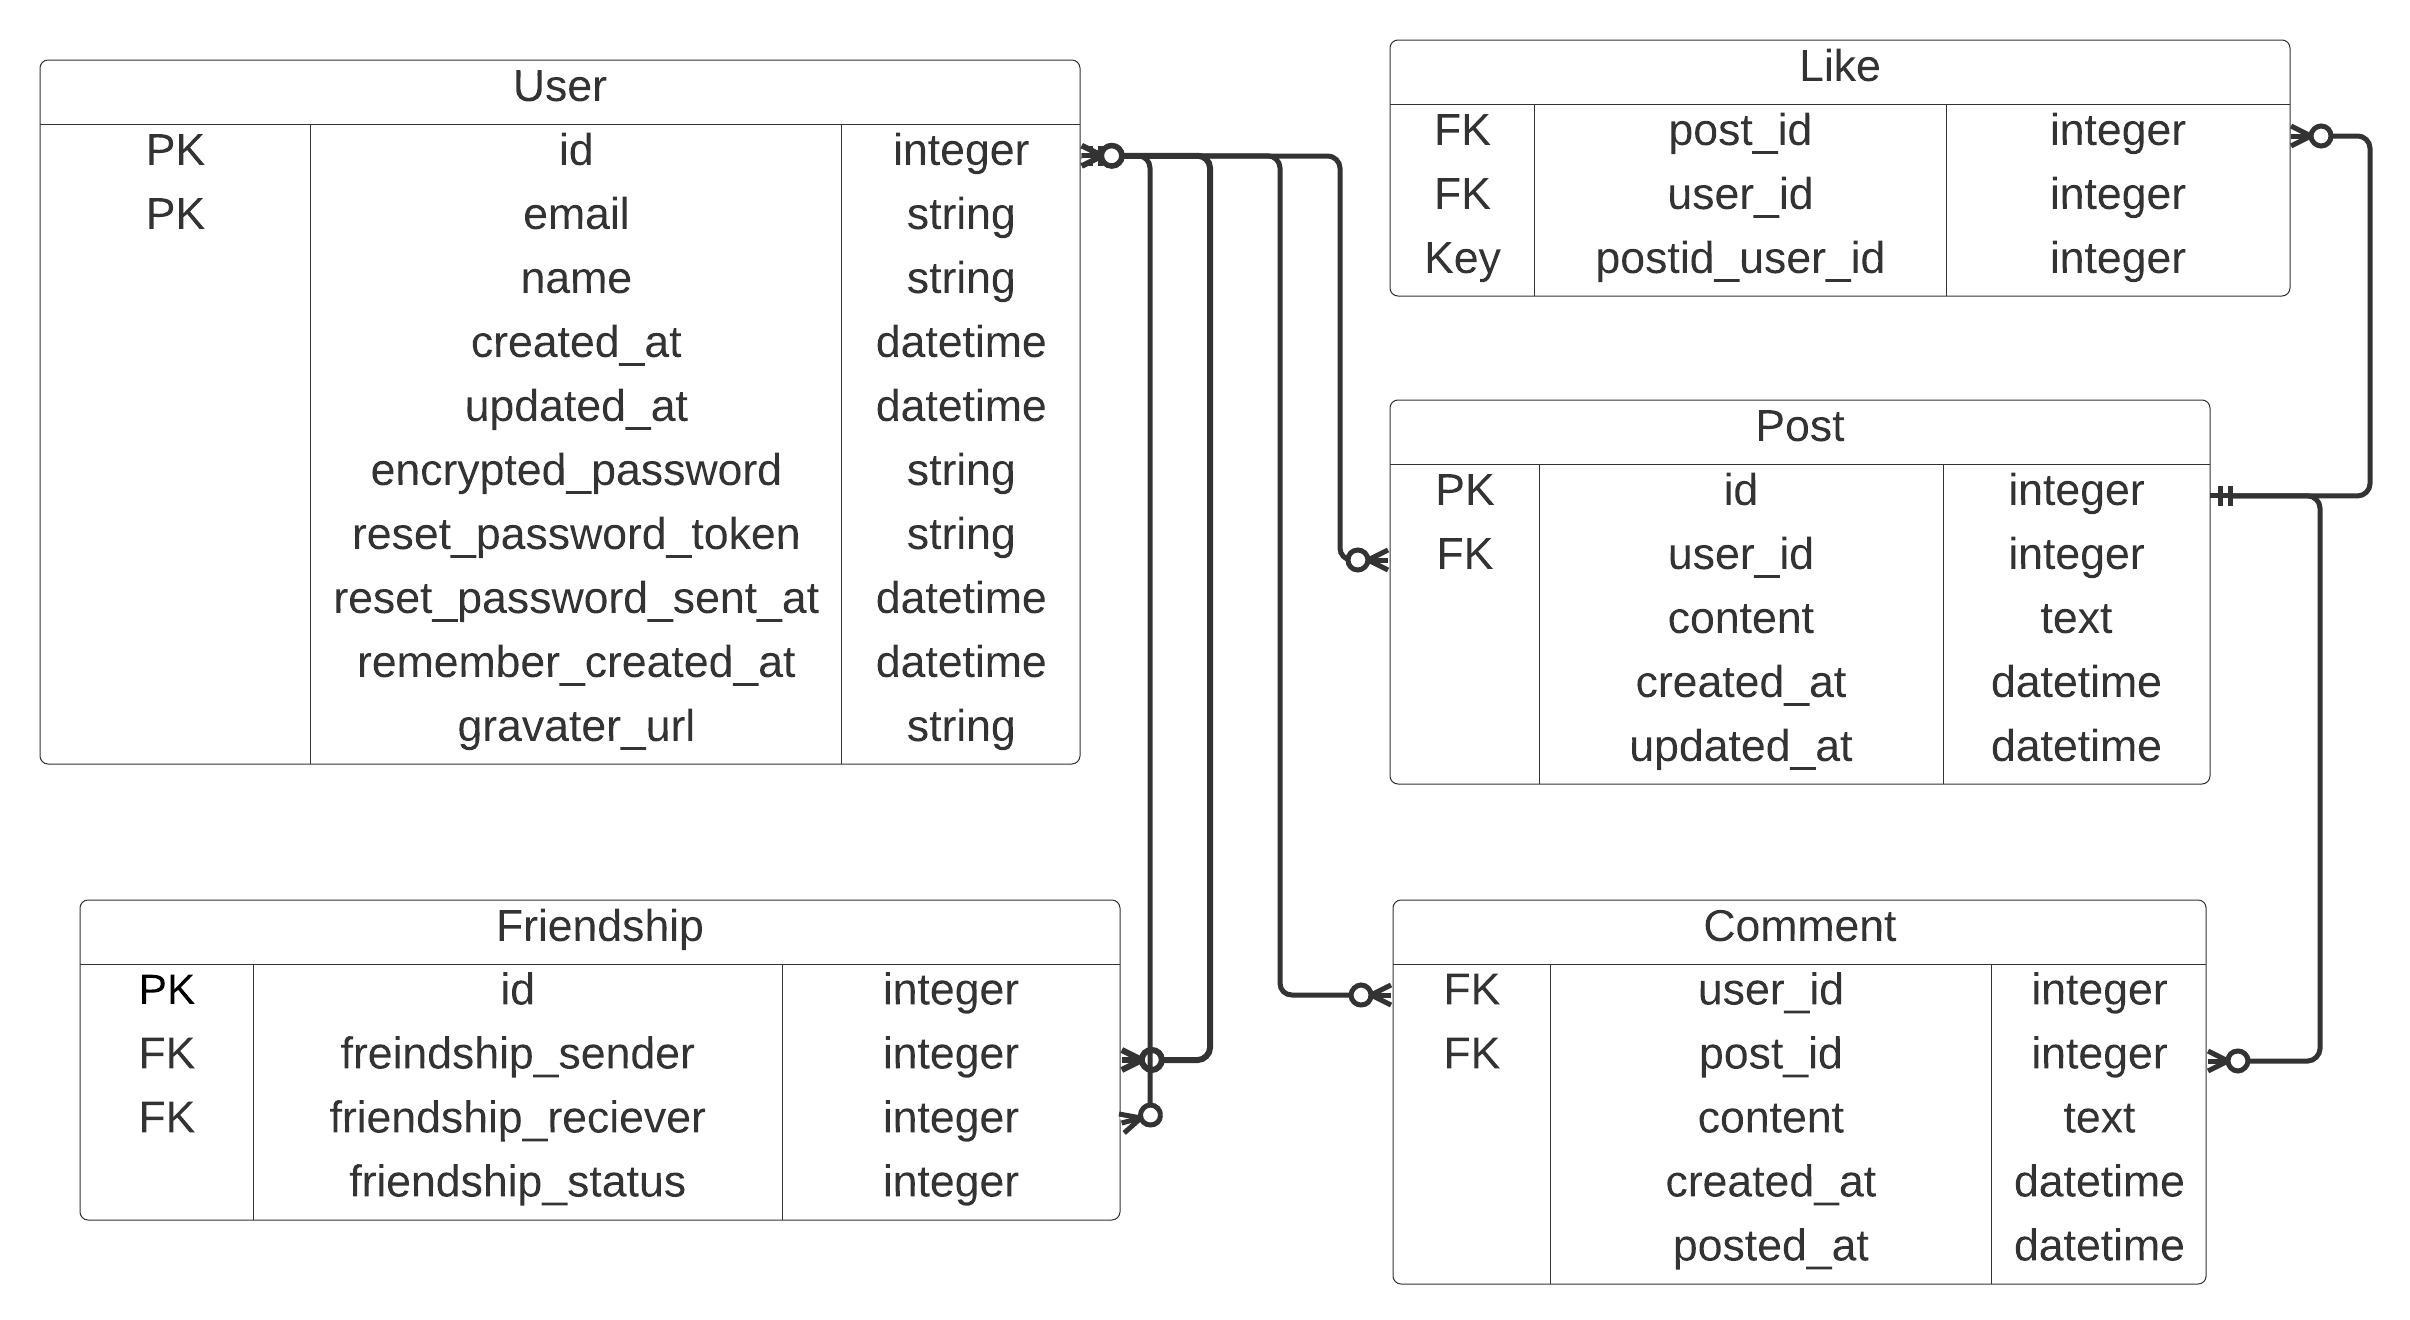 User
PK id integer
PK email string
name string
created_at datetime
updated_at datetime
encrypted_password string
reset_password_token string
reset_password_sent_at datetime
remember_created_at datetime
gravater_url string
Like
FK post_id integer
FK user_id integer
Key postid_user_id integer
Post
PK id integer
FK user_id integer
content text
created_at datetime
updated_at datetime
Friendship
PK id integer
FK freindship_sender integer
FK friendship_reciever integer
friendship_status integer
Comment
FK user_id integer
FK post_id integer
content text
created_at datetime
posted_at datetime